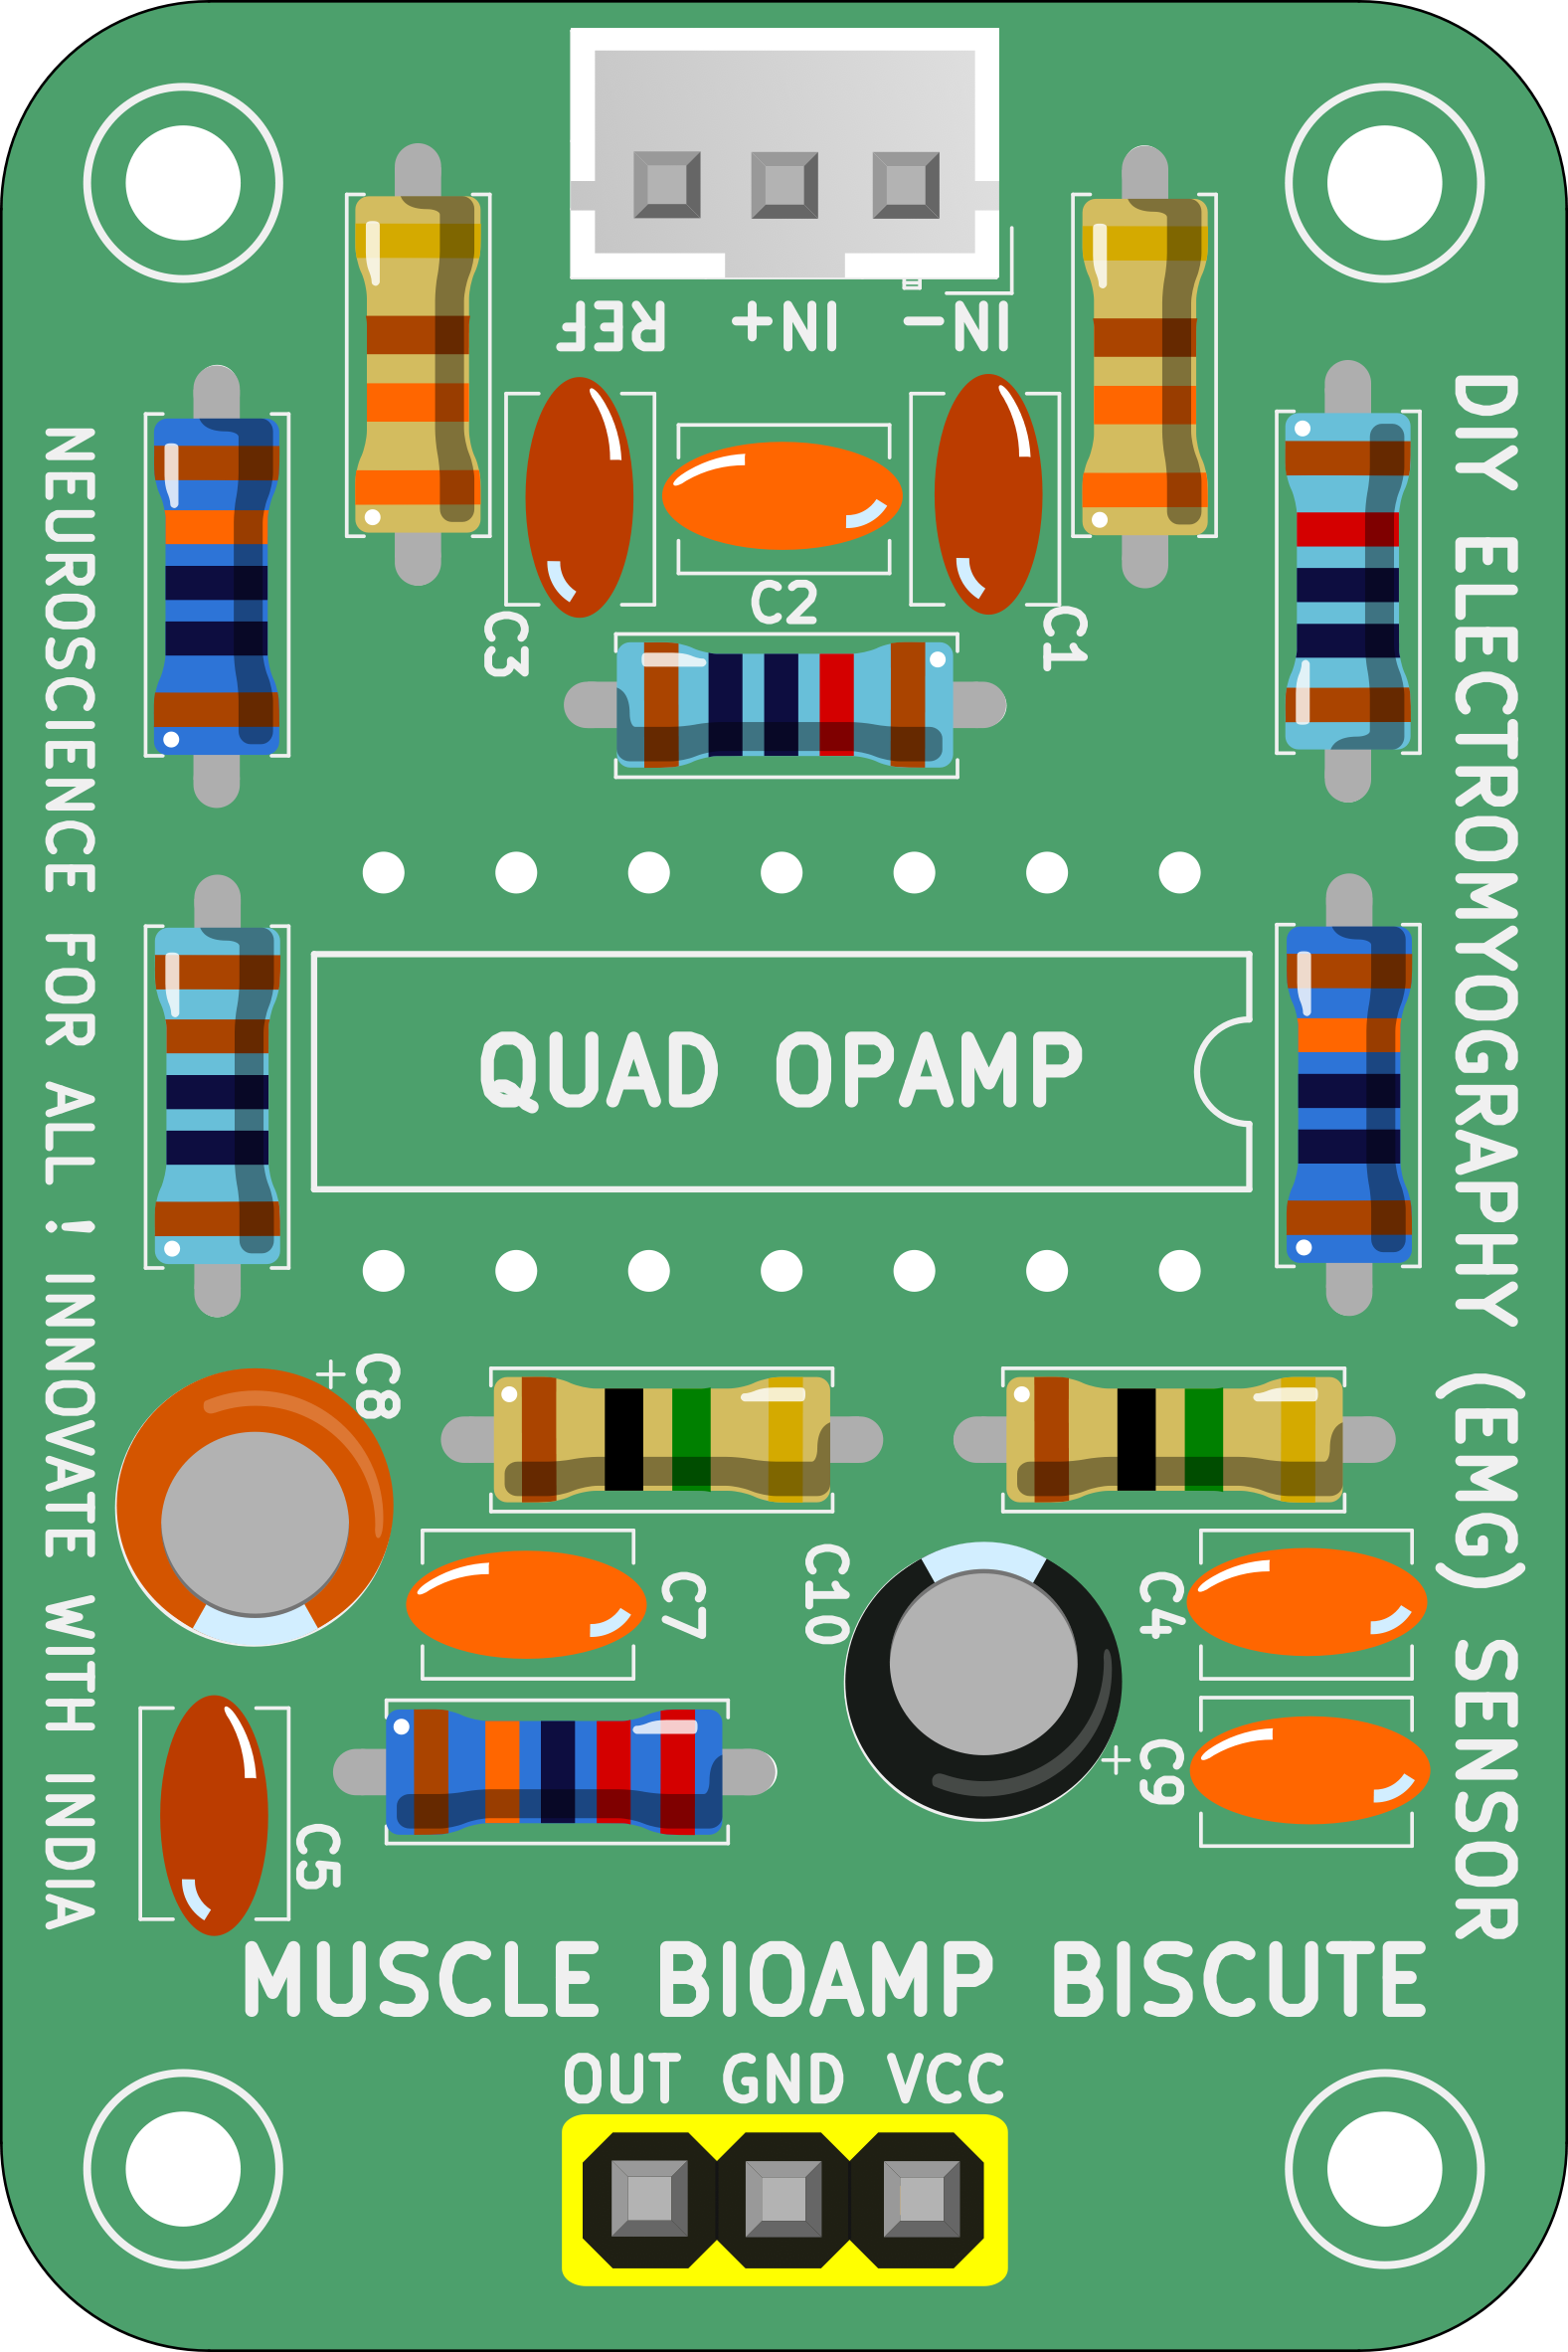 REF IN+ IN-
C3
C2
C1
NEUROSCIENCE FOR ALL ! INNOVATE WITH INDIA
DIY ELECTROMYOGRAPHY (EMG) SENSOR
QUAD OPAMP
C8
C7
C10
C4
C9
C5
MUSCLE BIOAMP BISCUTE
OUT GND VCC